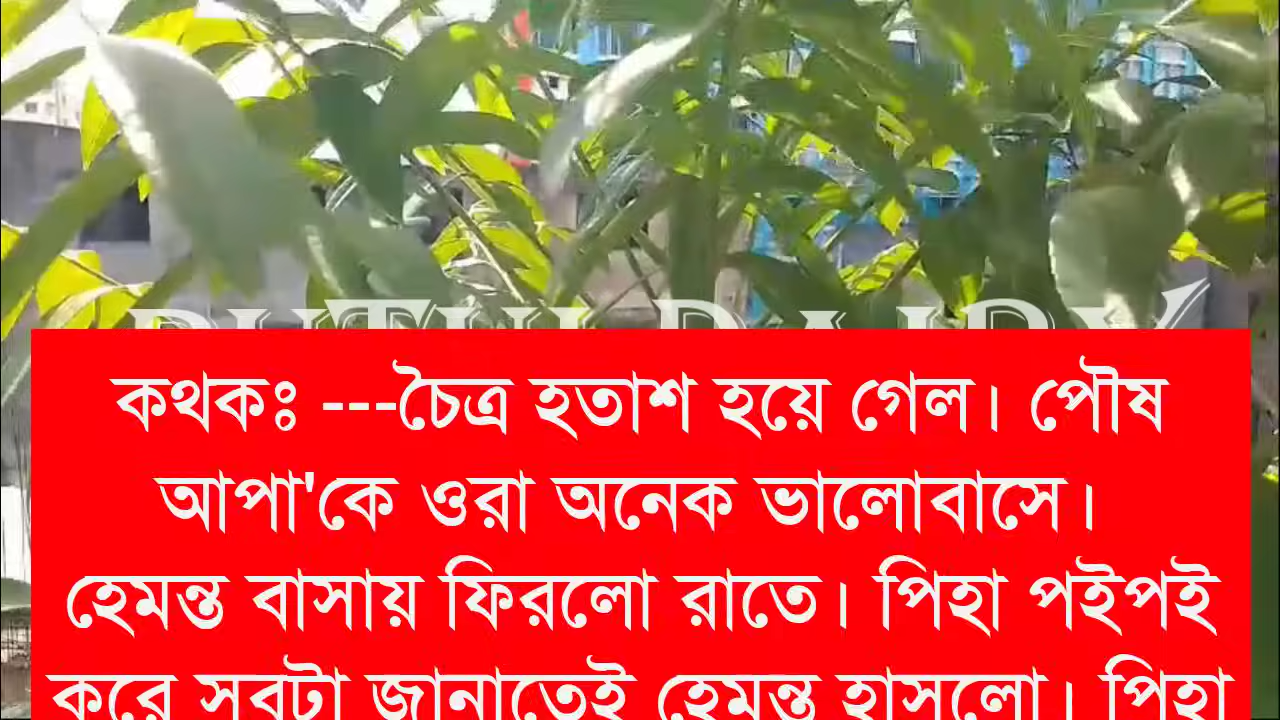 কথকঃ ---চৈত্র হতাশ হয়ে গেল। পৌষ
আপা'কে ওরা অনেক ভালোবাসে।
হেমন্ত বাসায় ফিরলো রাতে। পিহা পইপই
করে সবটা জানাতেই হেমন্ত হাসলো। পিহা